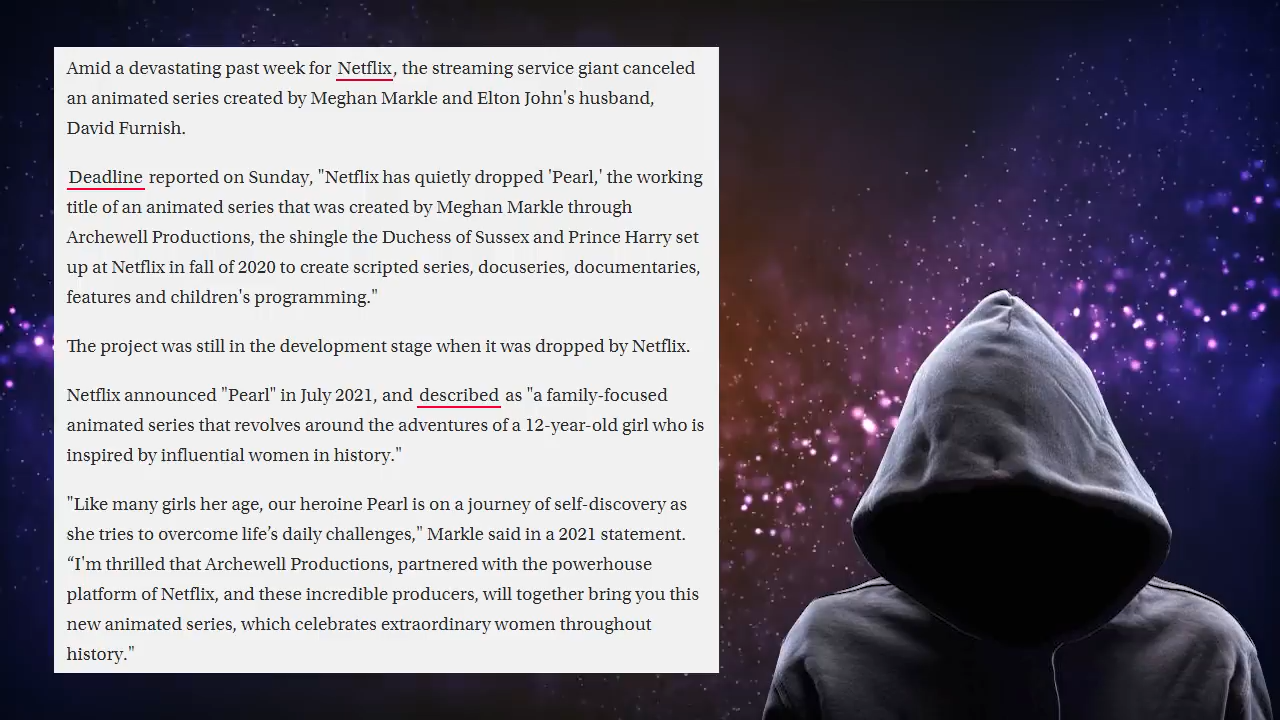 Amid a devastating past week for Netflix, the streaming service giant canceled
an animated series created by Meghan Markle and Elton John's husband,
David Furnish.
Deadline reported on Sunday, "Netflix has quietly dropped 'Pearl,' the working
title of an animated series that was created by Meghan Markle through
Archewell Productions, the shingle the Duchess of Sussex and Prince Harry set
up at Netflix in fall of 2020 to create scripted series, docuseries, documentaries,
features and children's programming."
The project was still in the development stage when it was dropped by Netflix.
Netflix announced "Pearl" in July 2021, and described as "a family-focused
animated series that revolves around the adventures of a 12-year-old girl who is
inspired by influential women in history."
"Like many girls her age, our heroine Pearl is on a journey of self-discovery as
she tries to overcome life’s daily challenges," Markle said in a 2021 statement.
“I'm thrilled that Archewell Productions, partnered with the powerhouse
platform of Netflix, and these incredible producers, will together bring you this
new animated series, which celebrates extraordinary women throughout
history."